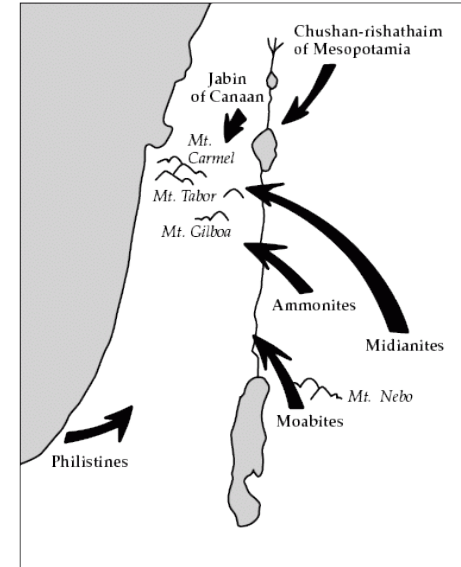 Chushan-rishathaim
of Mesopotamia
Jabin
of Canaan
Mt.
Carmel
Mt. Tabor
Mt. Gilboa
Ammonites
Midianites
Mt. Nebo
Moabites
Philistines